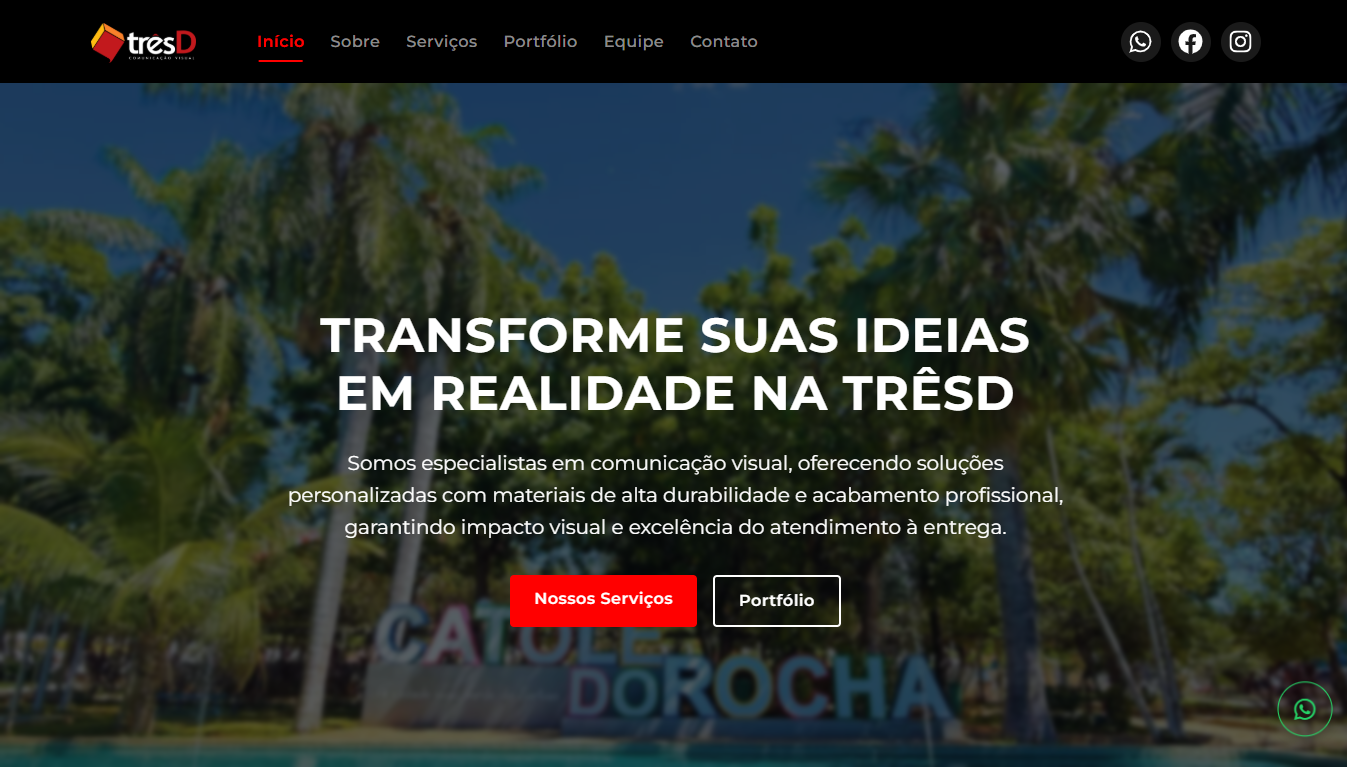 trêsD
COMUNICAÇÃO VISUAL
Início Sobre Serviços Portfólio Equipe Contato
TRANSFORME SUAS IDEIAS
EM REALIDADE NA TRÊSD
Somos especialistas em comunicação visual, oferecendo soluções
personalizadas com materiais de alta durabilidade e acabamento profissional,
garantindo impacto visual e excelência do atendimento à entrega.
Nossos Serviços Portfólio
CATOLÉ
DO ROCHA